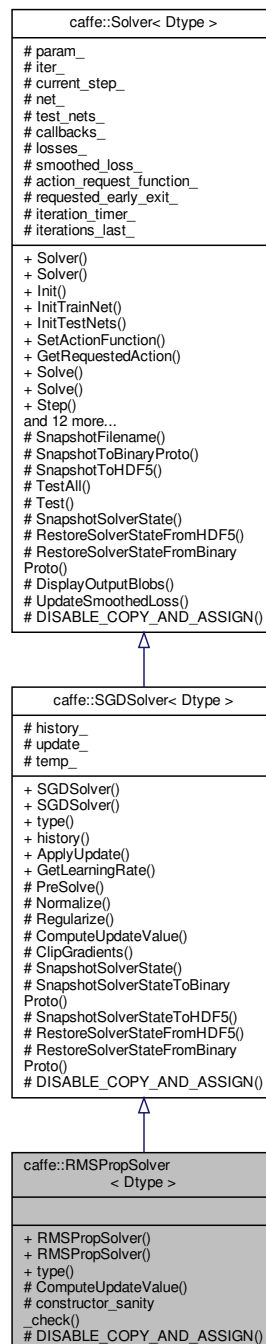 caffe::Solver< Dtype >
# param_
# iter_
# current_step_
# net_
# test_nets_
# callbacks_
# losses_
# smoothed_loss_
# action_request_function_
# requested_early_exit_
# iteration_timer_
# iterations_last_
+ Solver()
+ Solver()
+ Init()
+ InitTrainNet()
+ InitTestNets()
+ SetActionFunction()
+ GetRequestedAction()
+ Solve()
+ Solve()
+ Step()
and 12 more...
# SnapshotFilename()
# SnapshotToBinaryProto()
# SnapshotToHDF5()
# TestAll()
# Test()
# SnapshotSolverState()
# RestoreSolverStateFromHDF5()
# RestoreSolverStateFromBinary
Proto()
# DisplayOutputBlobs()
# UpdateSmoothedLoss()
# DISABLE_COPY_AND_ASSIGN()
caffe::SGDSolver< Dtype >
# history_
# update_
# temp_
+ SGDSolver()
+ SGDSolver()
+ type()
+ history()
+ ApplyUpdate()
+ GetLearningRate()
# PreSolve()
# Normalize()
# Regularize()
# ComputeUpdateValue()
# ClipGradients()
# SnapshotSolverState()
# SnapshotSolverStateToBinary
Proto()
# SnapshotSolverStateToHDF5()
# RestoreSolverStateFromHDF5()
# RestoreSolverStateFromBinary
Proto()
# DISABLE_COPY_AND_ASSIGN()
caffe::RMSPropSolver
< Dtype >
+ RMSPropSolver()
+ RMSPropSolver()
+ type()
# ComputeUpdateValue()
# constructor_sanity
_check()
# DISABLE_COPY_AND_ASSIGN()